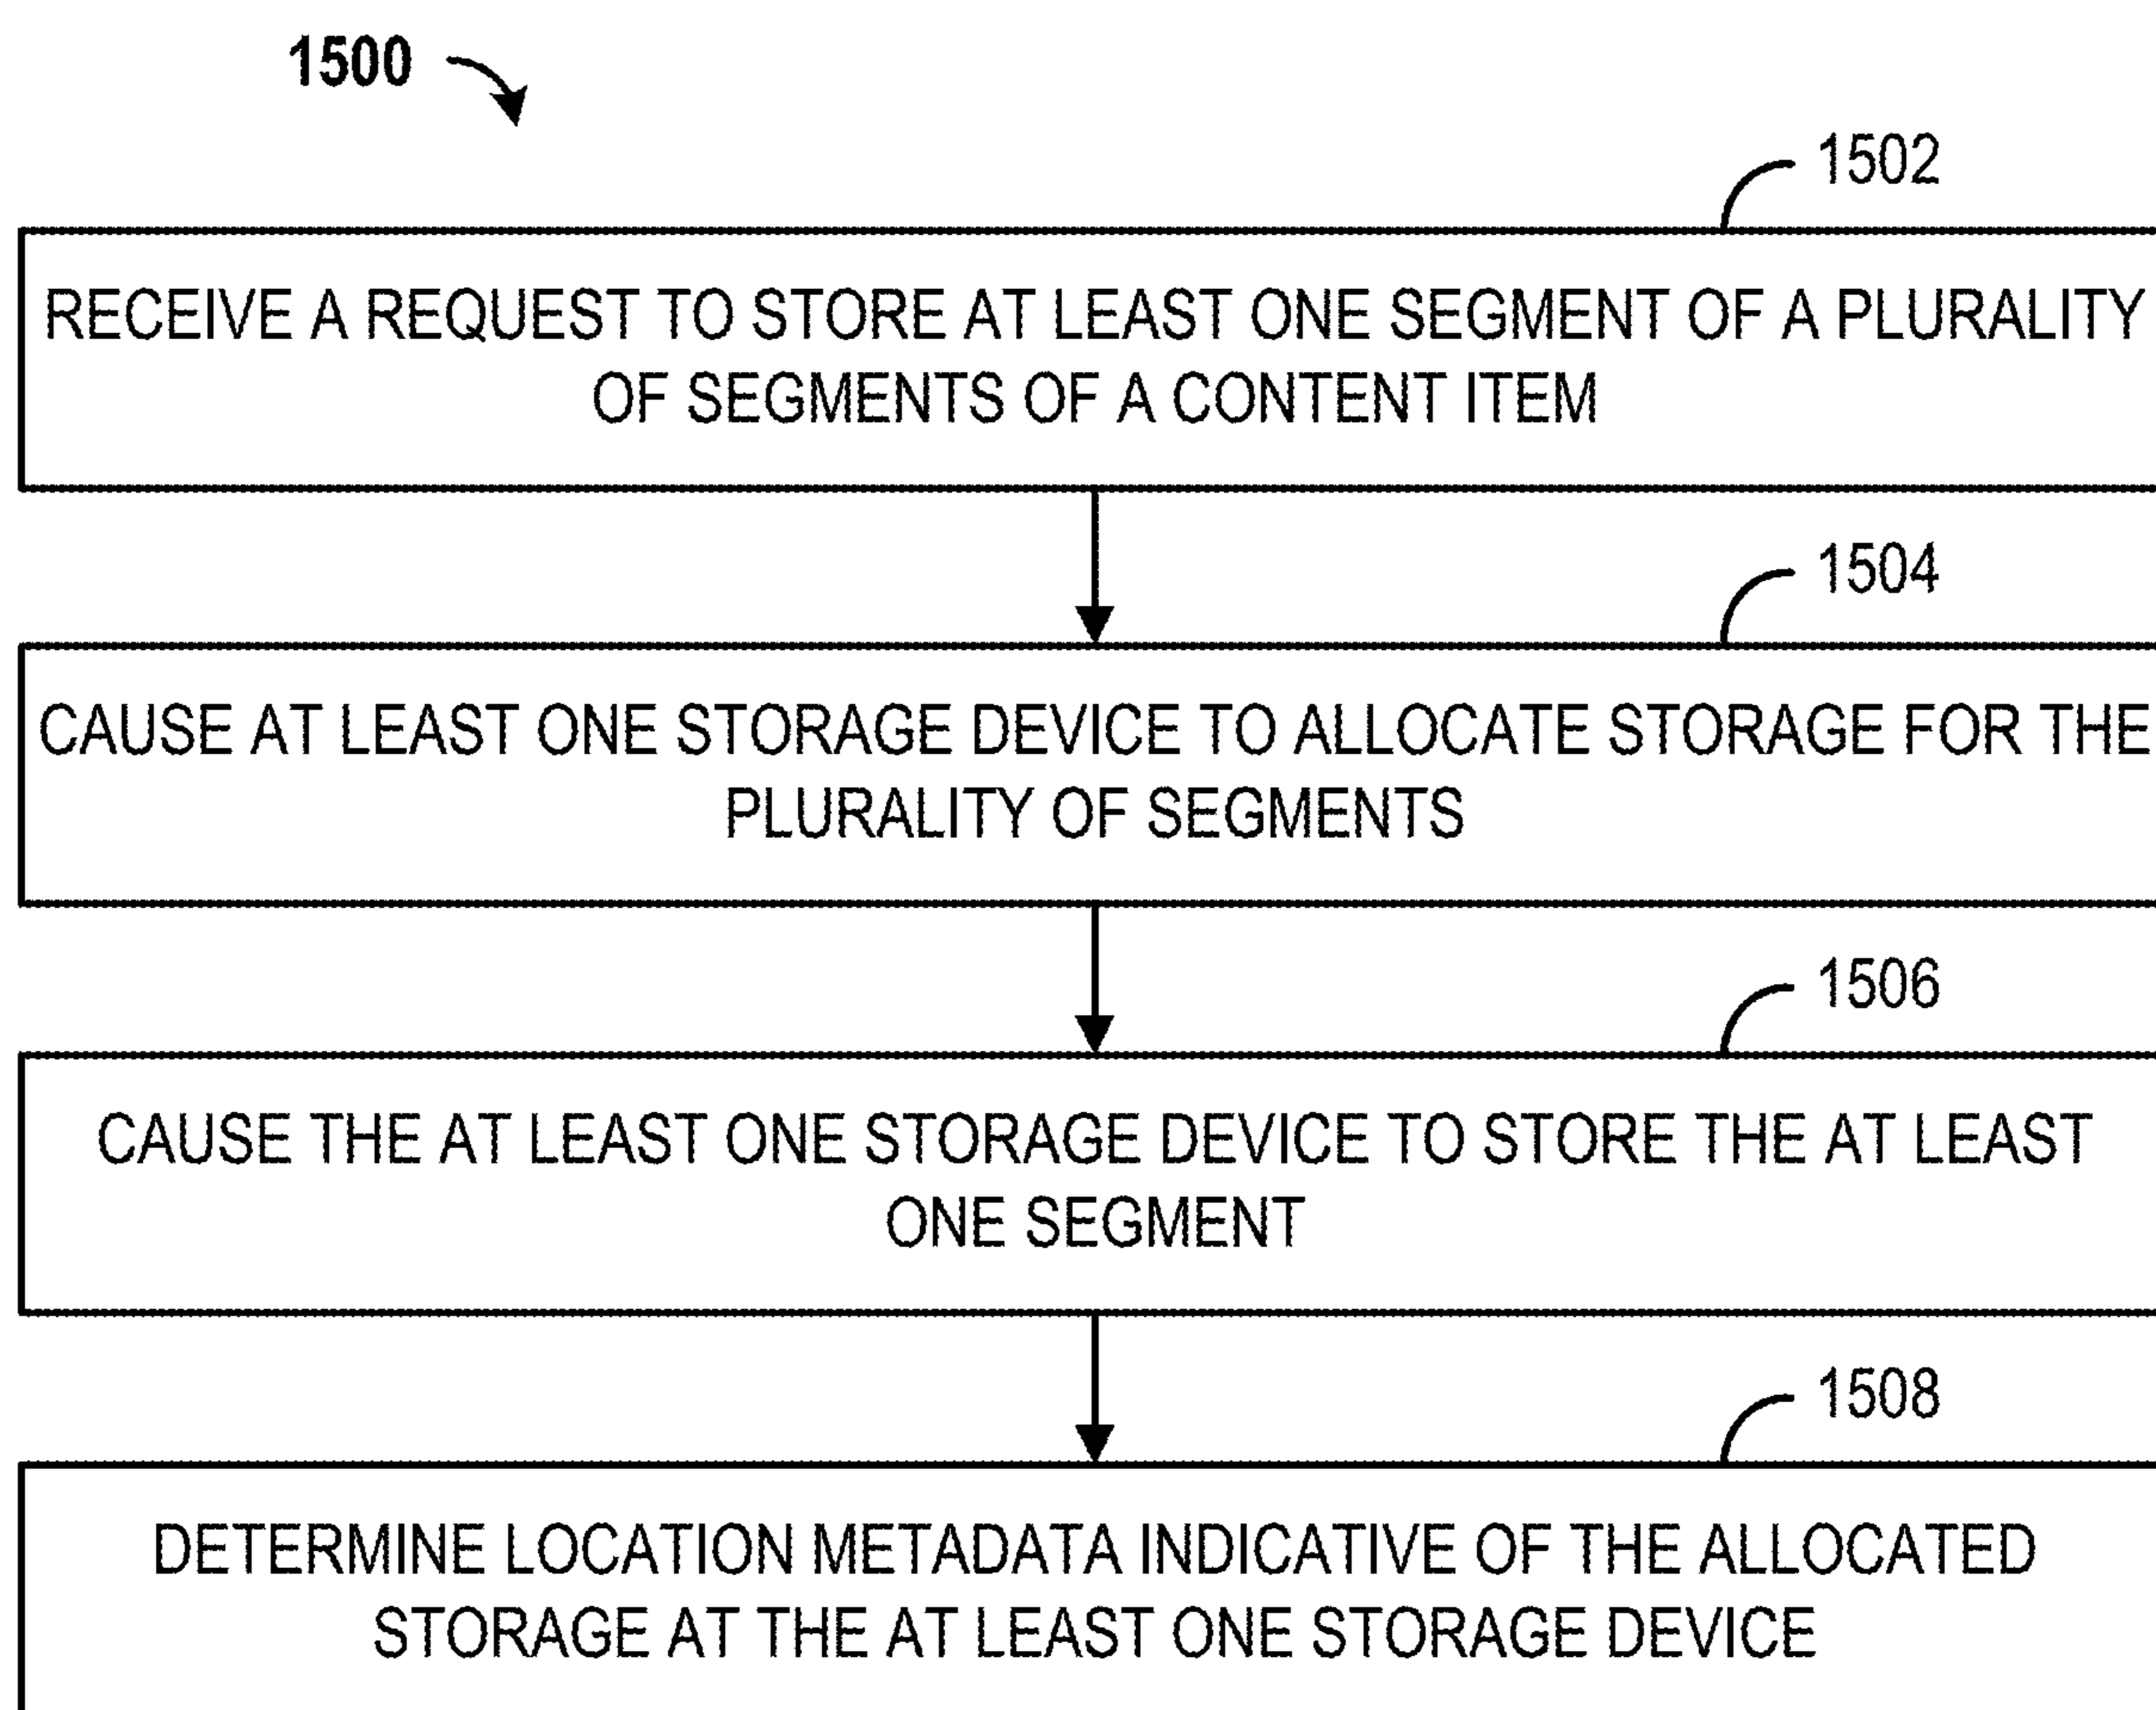 1500
1502
RECEIVE A REQUEST TO STORE AT LEAST ONE SEGMENT OF A PLURALITY
OF SEGMENTS OF A CONTENT ITEM
1504
CAUSE AT LEAST ONE STORAGE DEVICE TO ALLOCATE STORAGE FOR THE
PLURALITY OF SEGMENTS
1506
CAUSE THE AT LEAST ONE STORAGE DEVICE TO STORE THE AT LEAST
ONE SEGMENT
1508
DETERMINE LOCATION METADATA INDICATIVE OF THE ALLOCATED
STORAGE AT THE AT LEAST ONE STORAGE DEVICE